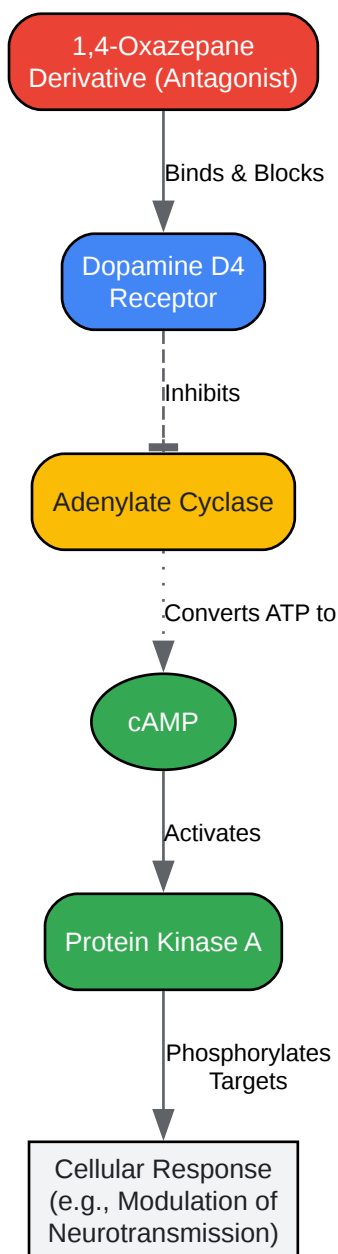 1,4-Oxazepane
Derivative (Antagonist)
Binds & Blocks
Dopamine D4
Receptor
Inhibits
Adenylate Cyclase
Converts ATP to
cAMP
Activates
Protein Kinase A
Phosphorylates
Targets
Cellular Response
(e.g., Modulation of
Neurotransmission)